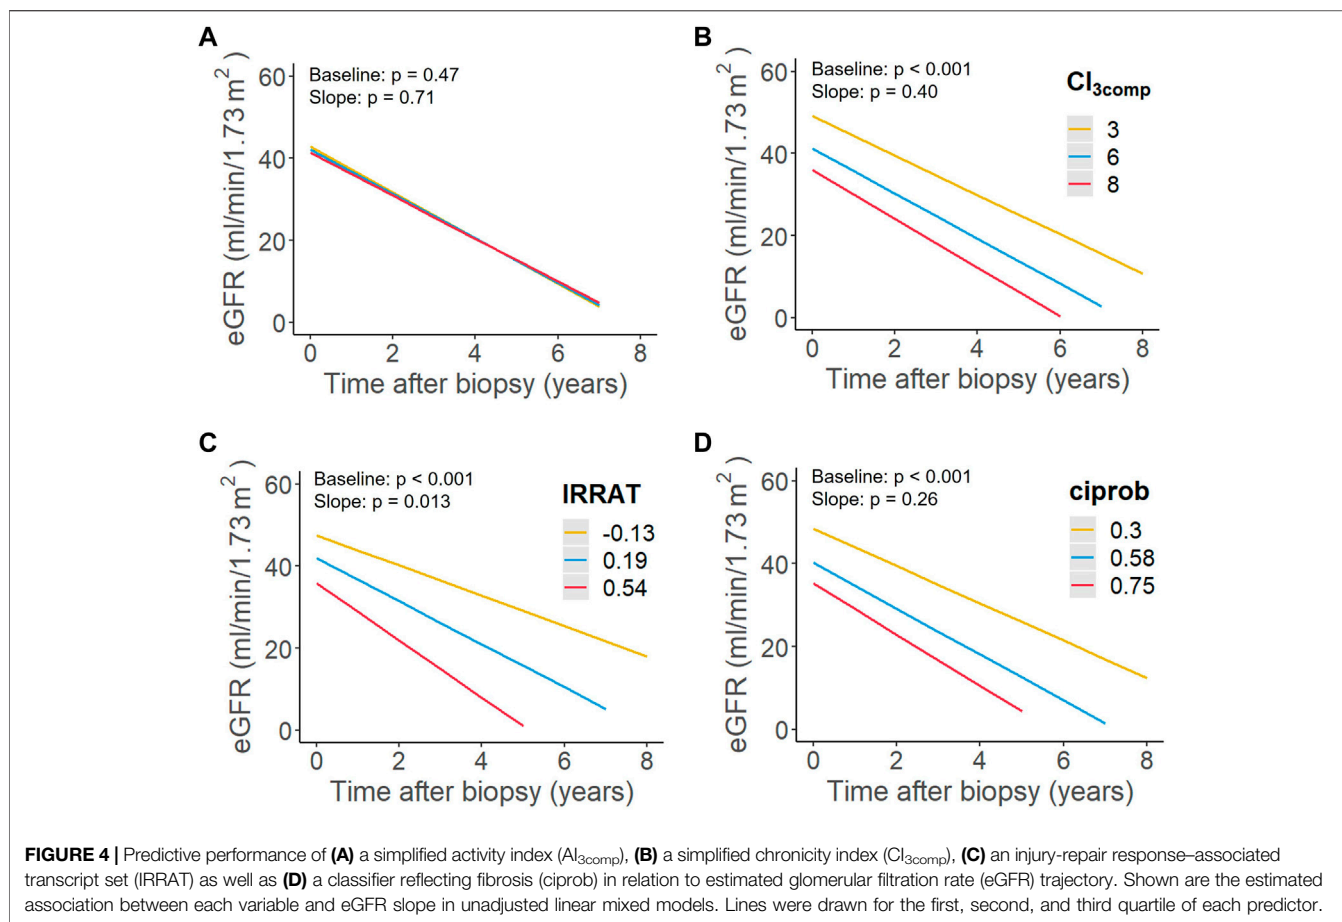 A
eGFR (ml/min/1.73 m²)
Baseline: p = 0.47
Slope: p = 0.71
60
40
20
0
0 2 4 6 8
Time after biopsy (years)
B
eGFR (ml/min/1.73 m²)
Baseline: p < 0.001
Slope: p = 0.40
CI3comp
3
6
8
60
40
20
0
0 2 4 6 8
Time after biopsy (years)
C
eGFR (ml/min/1.73 m²)
Baseline: p < 0.001
Slope: p = 0.013
IRRAT
-0.13
0.19
0.54
60
40
20
0
0 2 4 6 8
Time after biopsy (years)
D
eGFR (ml/min/1.73 m²)
Baseline: p < 0.001
Slope: p = 0.26
ciprob
0.3
0.58
0.75
60
40
20
0
0 2 4 6 8
Time after biopsy (years)
FIGURE 4 | Predictive performance of (A) a simplified activity index (AI3comp), (B) a simplified chronicity index (CI3comp), (C) an injury-repair response–associated
transcript set (IRRAT) as well as (D) a classifier reflecting fibrosis (ciprob) in relation to estimated glomerular filtration rate (eGFR) trajectory. Shown are the estimated
association between each variable and eGFR slope in unadjusted linear mixed models. Lines were drawn for the first, second, and third quartile of each predictor.